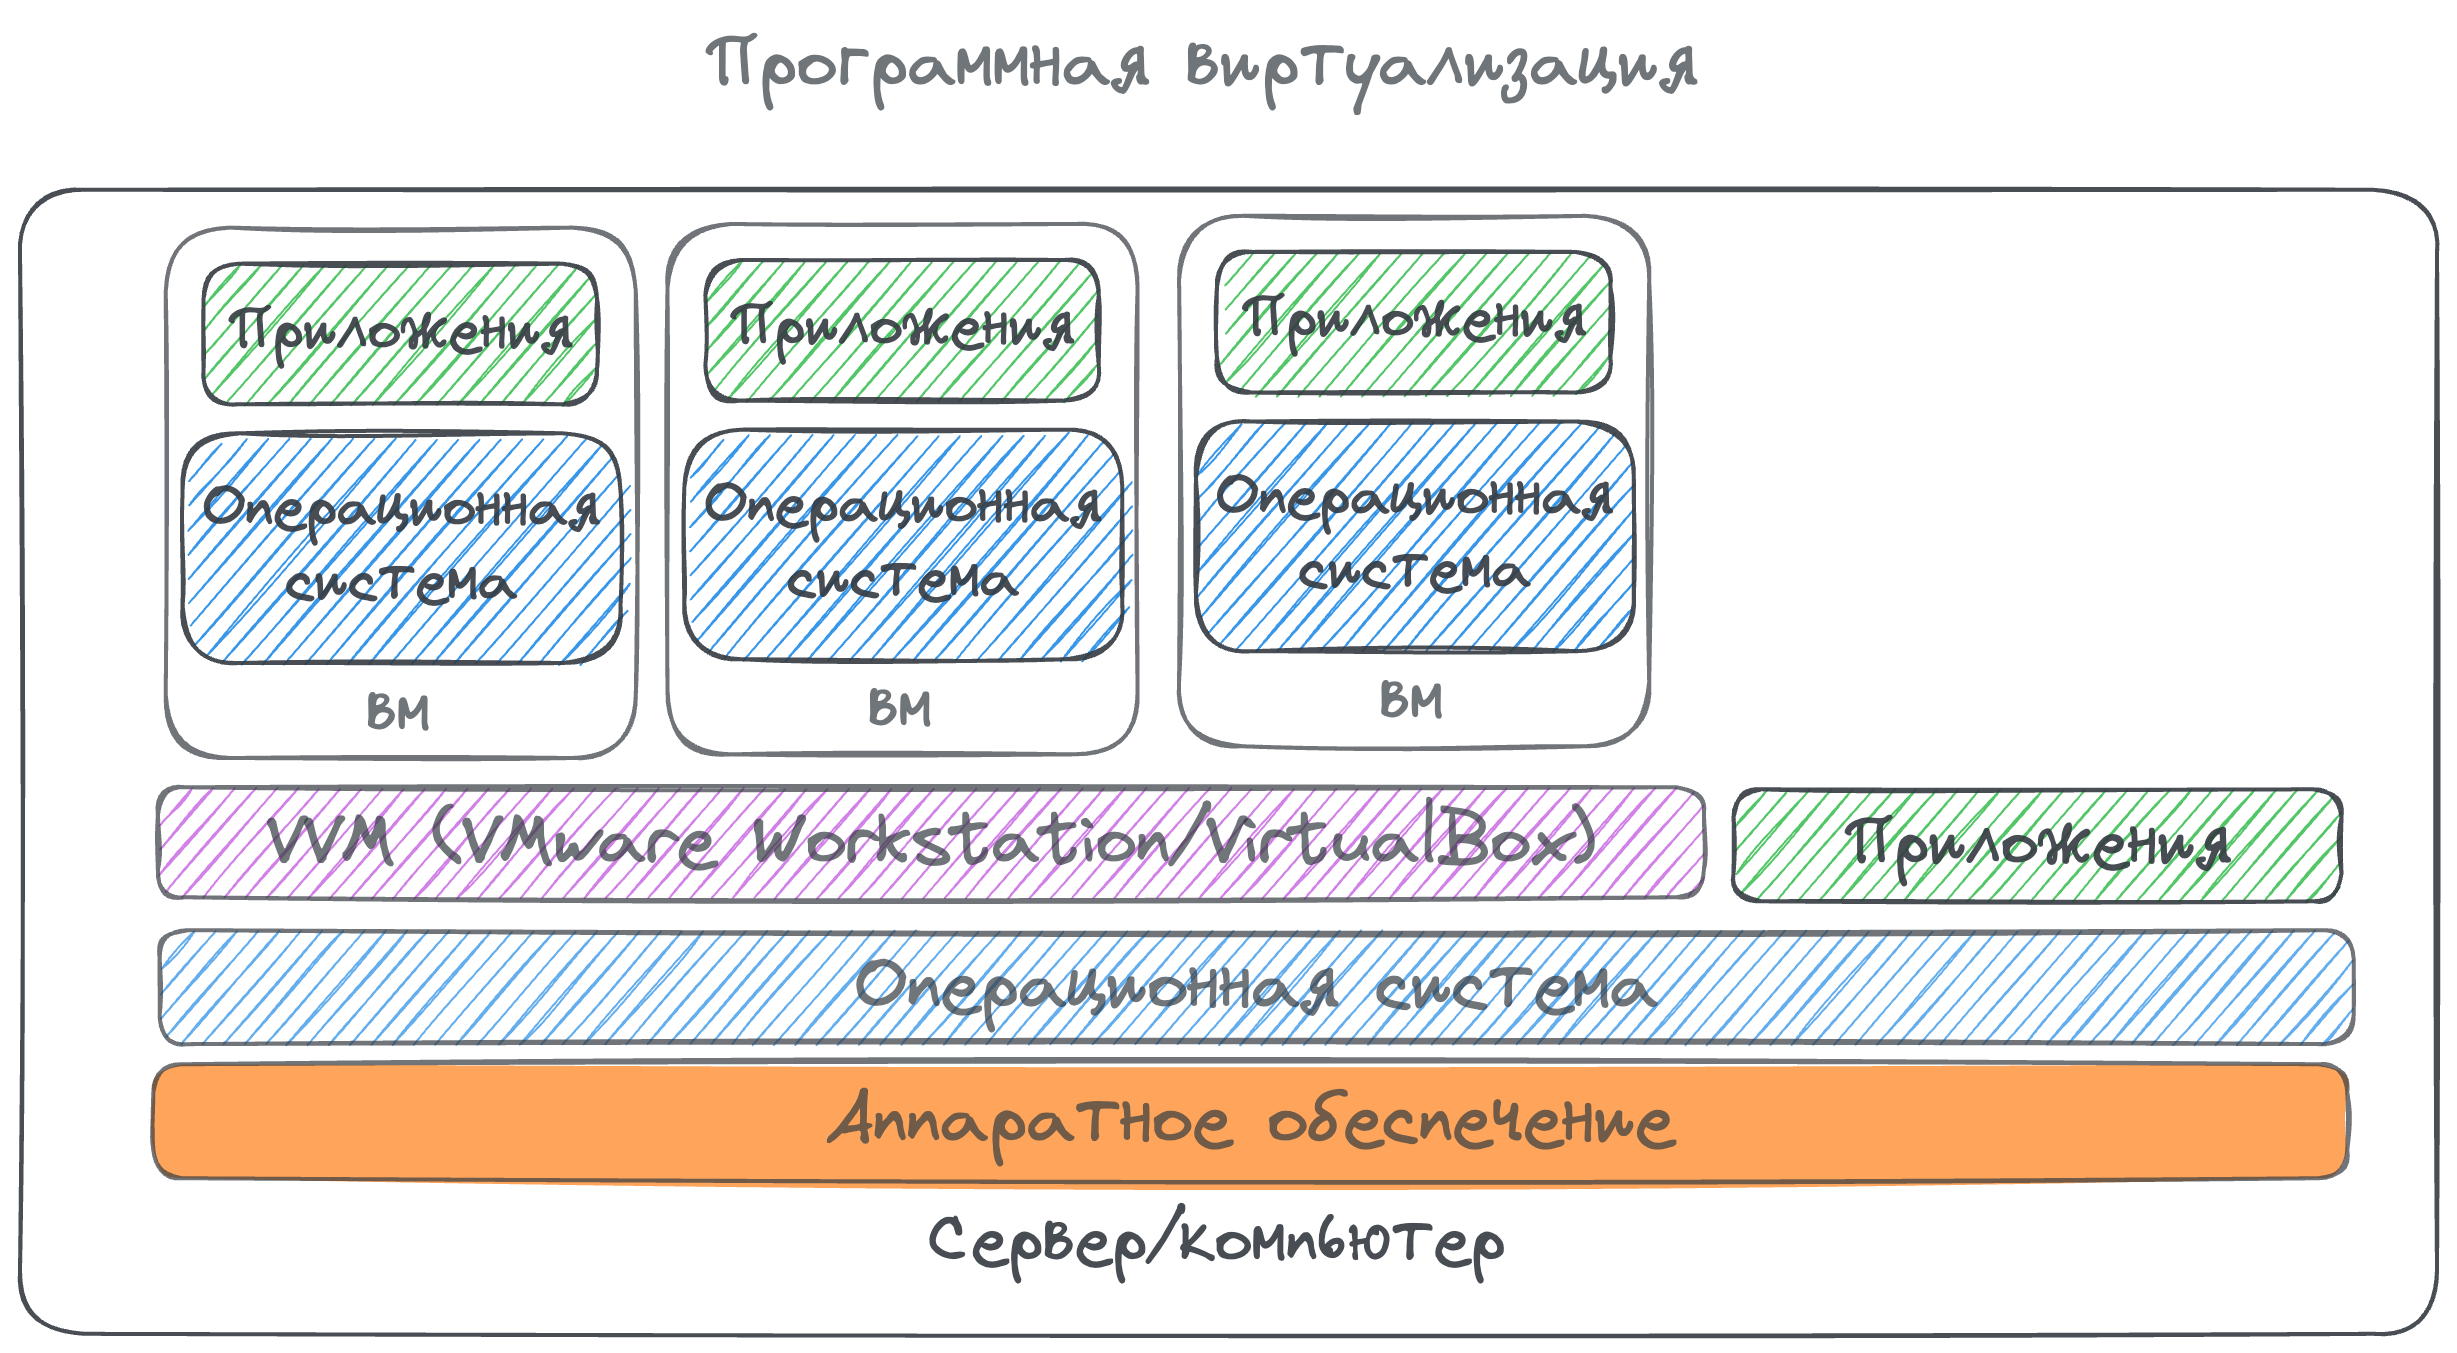 Программная виртуализация
Приложения
Операционная
система
ВМ
Приложения
Операционная
система
ВМ
Приложения
Операционная
система
ВМ
VVM (VMware Workstation/VirtualBox)
Приложения
Операционная система
Аппаратное обеспечение
Сервер/компьютер